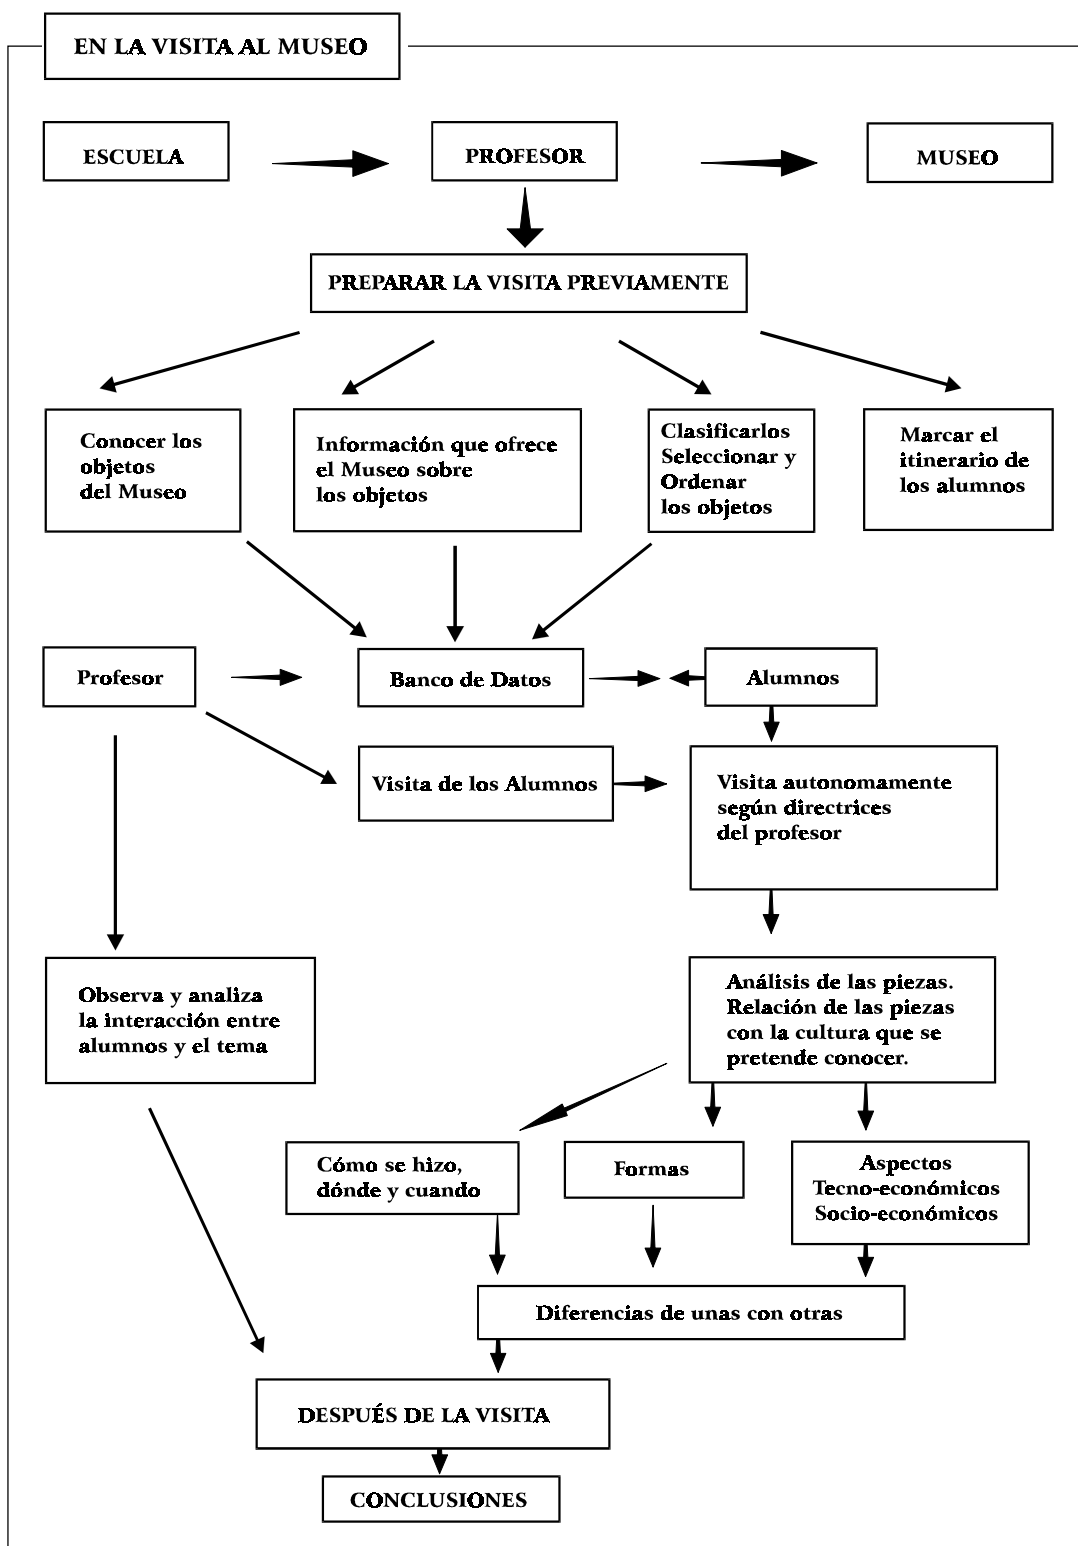 EN LA VISITA AL MUSEO
ESCUELA
PROFESOR
MUSEO
PREPARAR LA VISITA PREVIAMENTE
Conocer los
objetos
del Museo
Información que ofrece
el Museo sobre
los objetos
Clasificarlos
Seleccionar y
Ordenar
los objetos
Marcar el
itinerario de
los alumnos
Profesor
Banco de Datos
Alumnos
Visita de los Alumnos
Visita autonomamente
según directrices
del profesor
Observa y analiza
la interacción entre
alumnos y el tema
Análisis de las piezas.
Relación de las piezas
con la cultura que se
pretende conocer.
Cómo se hizo,
dónde y cuando
Formas
Aspectos
Tecno-económicos
Socio-económicos
Diferencias de unas con otras
DESPUÉS DE LA VISITA
CONCLUSIONES